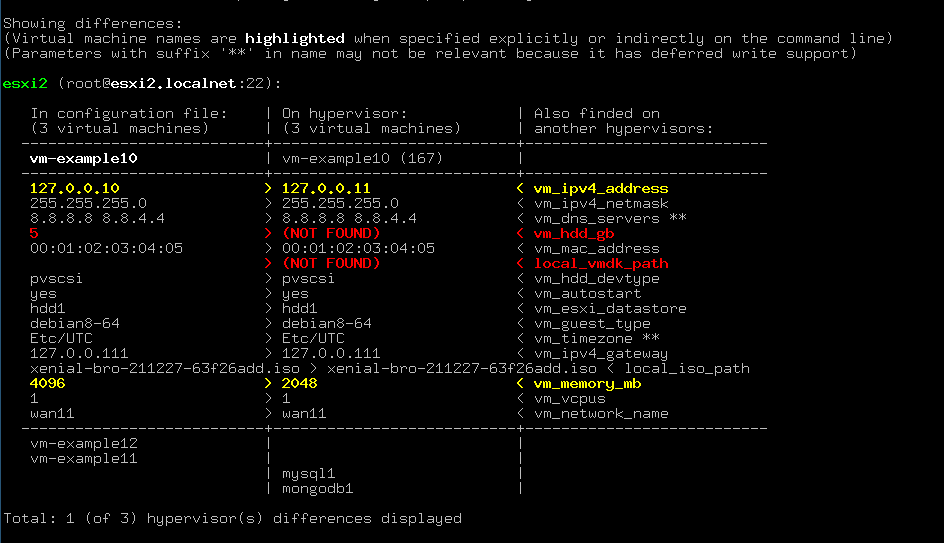 Showing differences:
(Virtual machine names are highlighted when specified explicitly or indirectly on the command line)
(Parameters with suffix '**' in name may not be relevant because it has deferred write support)
esxi2 (root@esxi2.localnet:22):
In configuration file: | On hypervisor: | Also finded on
(3 virtual machines) | (3 virtual machines) | another hypervisors:
---------------------------+---------------------------+---------------------------
vm-example10 | vm-example10 (167) |
---------------------------+---------------------------+---------------------------
127.0.0.10 > 127.0.0.11 < vm_ipv4_address
255.255.255.0 > 255.255.255.0 < vm_ipv4_netmask
8.8.8.8 8.8.4.4 > 8.8.8.8 8.8.4.4 < vm_dns_servers **
5 > (NOT FOUND) < vm_hdd_gb
00:01:02:03:04:05 > 00:01:02:03:04:05 < vm_mac_address
> (NOT FOUND) < local_vmdk_path
pvscsi > pvscsi < vm_hdd_devtype
yes > yes < vm_autostart
hdd1 > hdd1 < vm_esxi_datastore
debian8-64 > debian8-64 < vm_guest_type
Etc/UTC > Etc/UTC < vm_timezone **
127.0.0.111 > 127.0.0.111 < vm_ipv4_gateway
xenial-bro-211227-63f26add.iso > xenial-bro-211227-63f26add.iso < local_iso_path
4096 > 2048 < vm_memory_mb
1 > 1 < vm_vcpus
wan11 > wan11 < vm_network_name
---------------------------+---------------------------+---------------------------
vm-example12 | |
vm-example11 | |
| mysql1 |
| mongodb1 |
Total: 1 (of 3) hypervisor(s) differences displayed